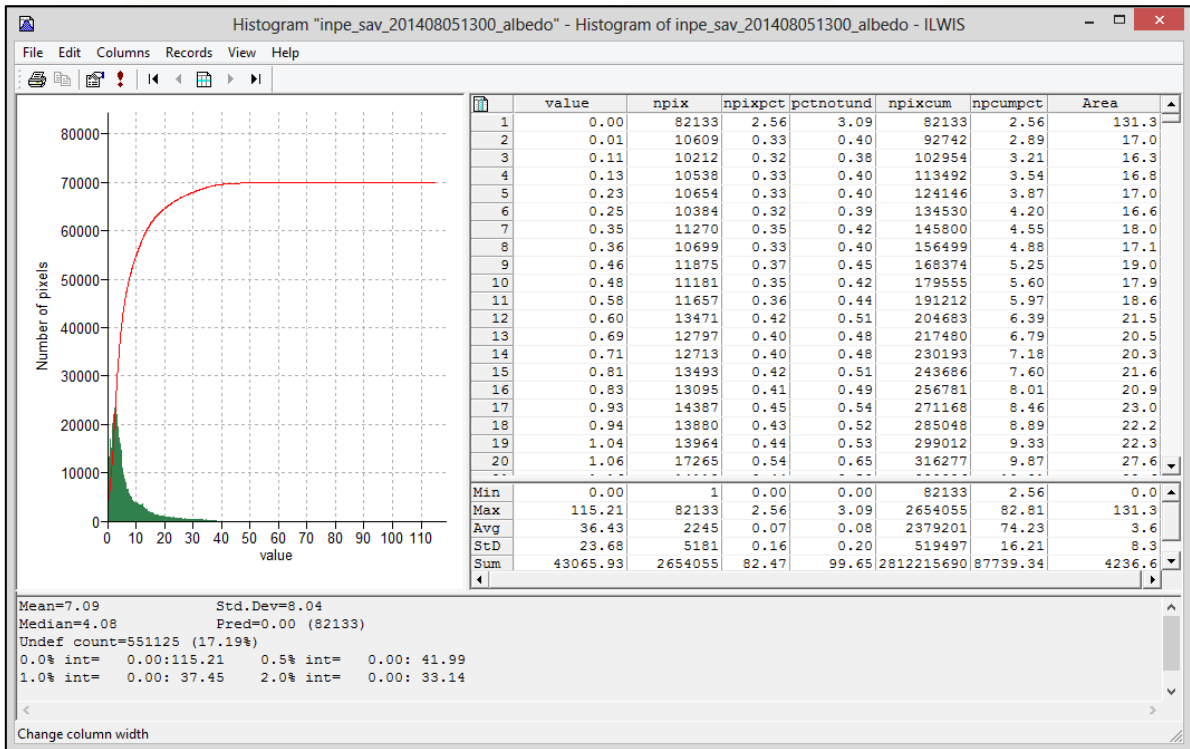 Histogram "inpe_sav_201408051300_albedo" - Histogram of inpe_sav_201408051300_albedo - ILWIS
File Edit Columns Records View Help
80000
70000
60000
50000
40000
30000
20000
10000
0
Number of pixels
0 10 20 30 40 50 60 70 80 90 100 110
value
value npix npixpct pctnotund npixcum npcumpct Area
1 0.00 82133 2.56 3.09 82133 2.56 131.3
2 0.01 10609 0.33 0.40 92742 2.89 17.0
3 0.11 10212 0.32 0.38 102954 3.21 16.3
4 0.13 10538 0.33 0.40 113492 3.54 16.8
5 0.23 10654 0.33 0.40 124146 3.87 17.0
6 0.25 10384 0.32 0.39 134530 4.20 16.6
7 0.35 11270 0.35 0.42 145800 4.55 18.0
8 0.36 10699 0.33 0.40 156499 4.88 17.1
9 0.46 11875 0.37 0.45 168374 5.25 19.0
10 0.48 11181 0.35 0.42 179555 5.60 17.9
11 0.58 11657 0.36 0.44 191212 5.97 18.6
12 0.60 13471 0.42 0.51 204683 6.39 21.5
13 0.69 12797 0.40 0.48 217480 6.79 20.5
14 0.71 12713 0.40 0.48 230193 7.18 20.3
15 0.81 13493 0.42 0.51 243686 7.60 21.6
16 0.83 13095 0.41 0.49 256781 8.01 20.9
17 0.93 14387 0.45 0.54 271168 8.46 23.0
18 0.94 13880 0.43 0.52 285048 8.89 22.2
19 1.04 13964 0.44 0.53 299012 9.33 22.3
20 1.06 17265 0.54 0.65 316277 9.87 27.6
Min 0.00 1 0.00 0.00 82133 2.56 0.0
Max 115.21 82133 2.56 3.09 2654055 82.81 131.3
Avg 36.43 2245 0.07 0.08 2379201 74.23 3.6
StD 23.68 5181 0.16 0.20 519497 16.21 8.3
Sum 43065.93 2654055 82.47 99.65 2812215690 87739.34 4236.6
Mean=7.09 Std.Dev=8.04
Median=4.08 Pred=0.00 (82133)
Undef count=551125 (17.19%)
0.0% int= 0.00:115.21 0.5% int= 0.00: 41.99
1.0% int= 0.00: 37.45 2.0% int= 0.00: 33.14
Change column width